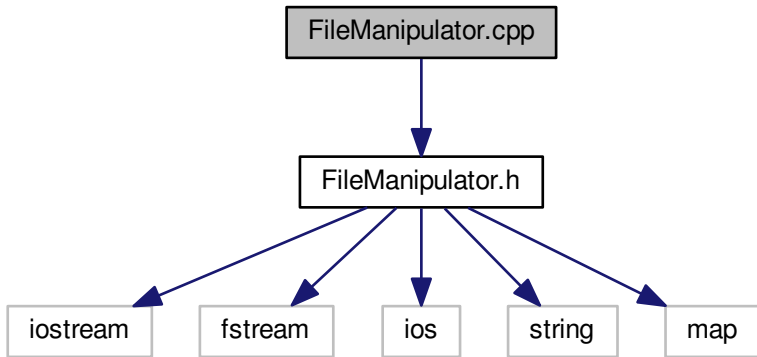 FileManipulator.cpp
FileManipulator.h
iostream
fstream
ios
string
map